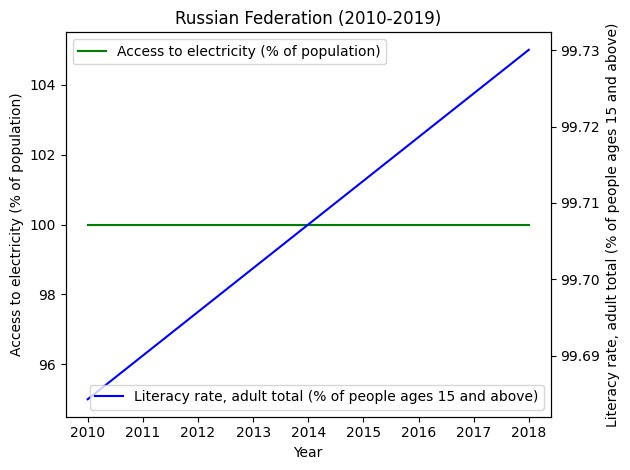 Russian Federation (2010-2019)
Access to electricity (% of population)
Access to electricity (% of population)
104
102
100
98
96
99.73
99.72
99.71
99.70
99.69
Literacy rate, adult total (% of people ages 15 and above)
Literacy rate, adult total (% of people ages 15 and above)
2010 2011 2012 2013 2014 2015 2016 2017 2018
Year